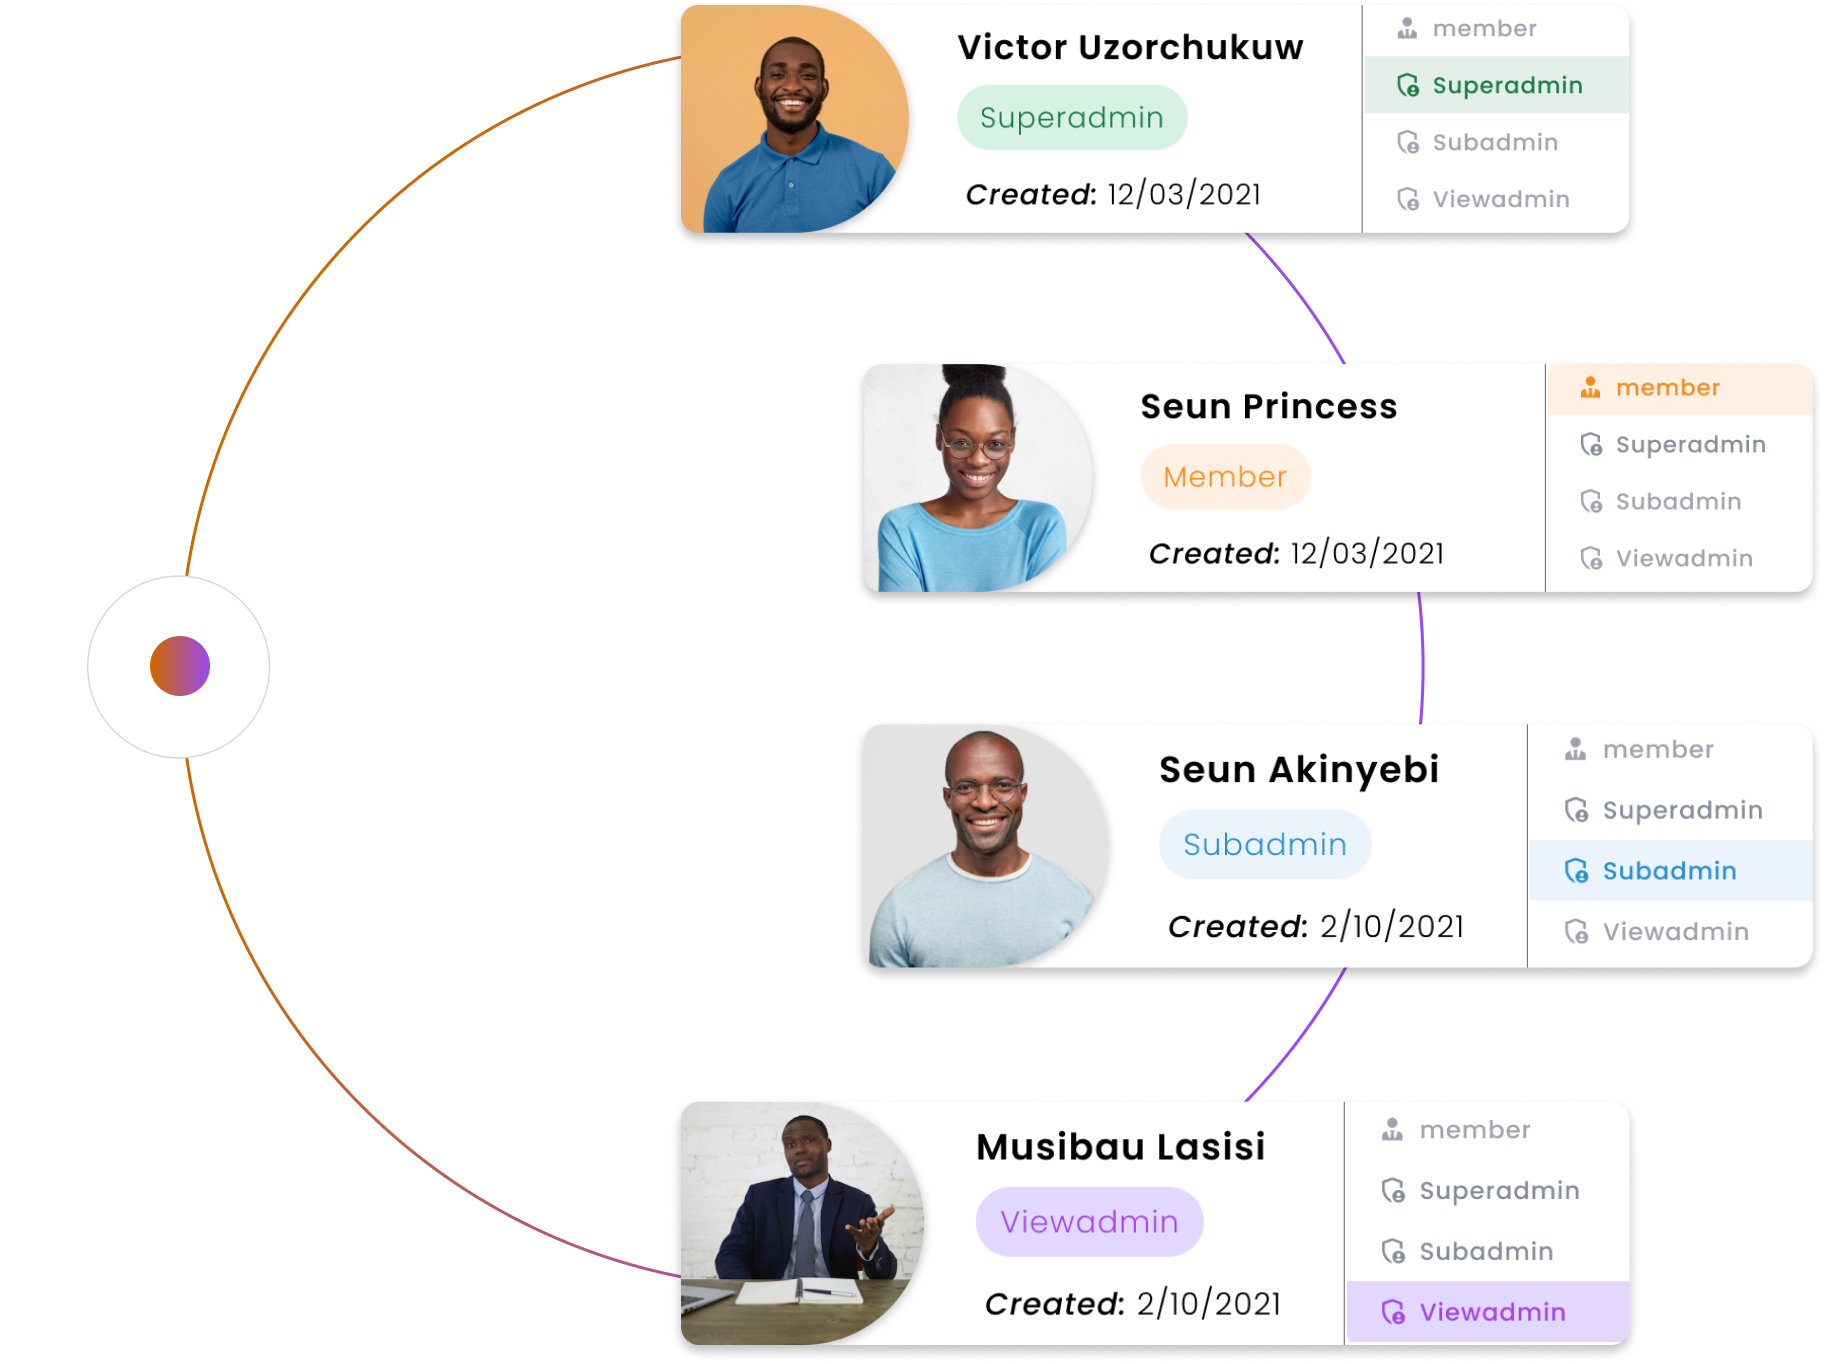 Victor Uzorchukuw
Superadmin
Created: 12/03/2021
member
Superadmin
Subadmin
Viewadmin
Seun Princess
Member
Created: 12/03/2021
member
Superadmin
Subadmin
Viewadmin
Seun Akinyebi
Subadmin
Created: 2/10/2021
member
Superadmin
Subadmin
Viewadmin
Musibau Lasisi
Viewadmin
Created: 2/10/2021
member
Superadmin
Subadmin
Viewadmin